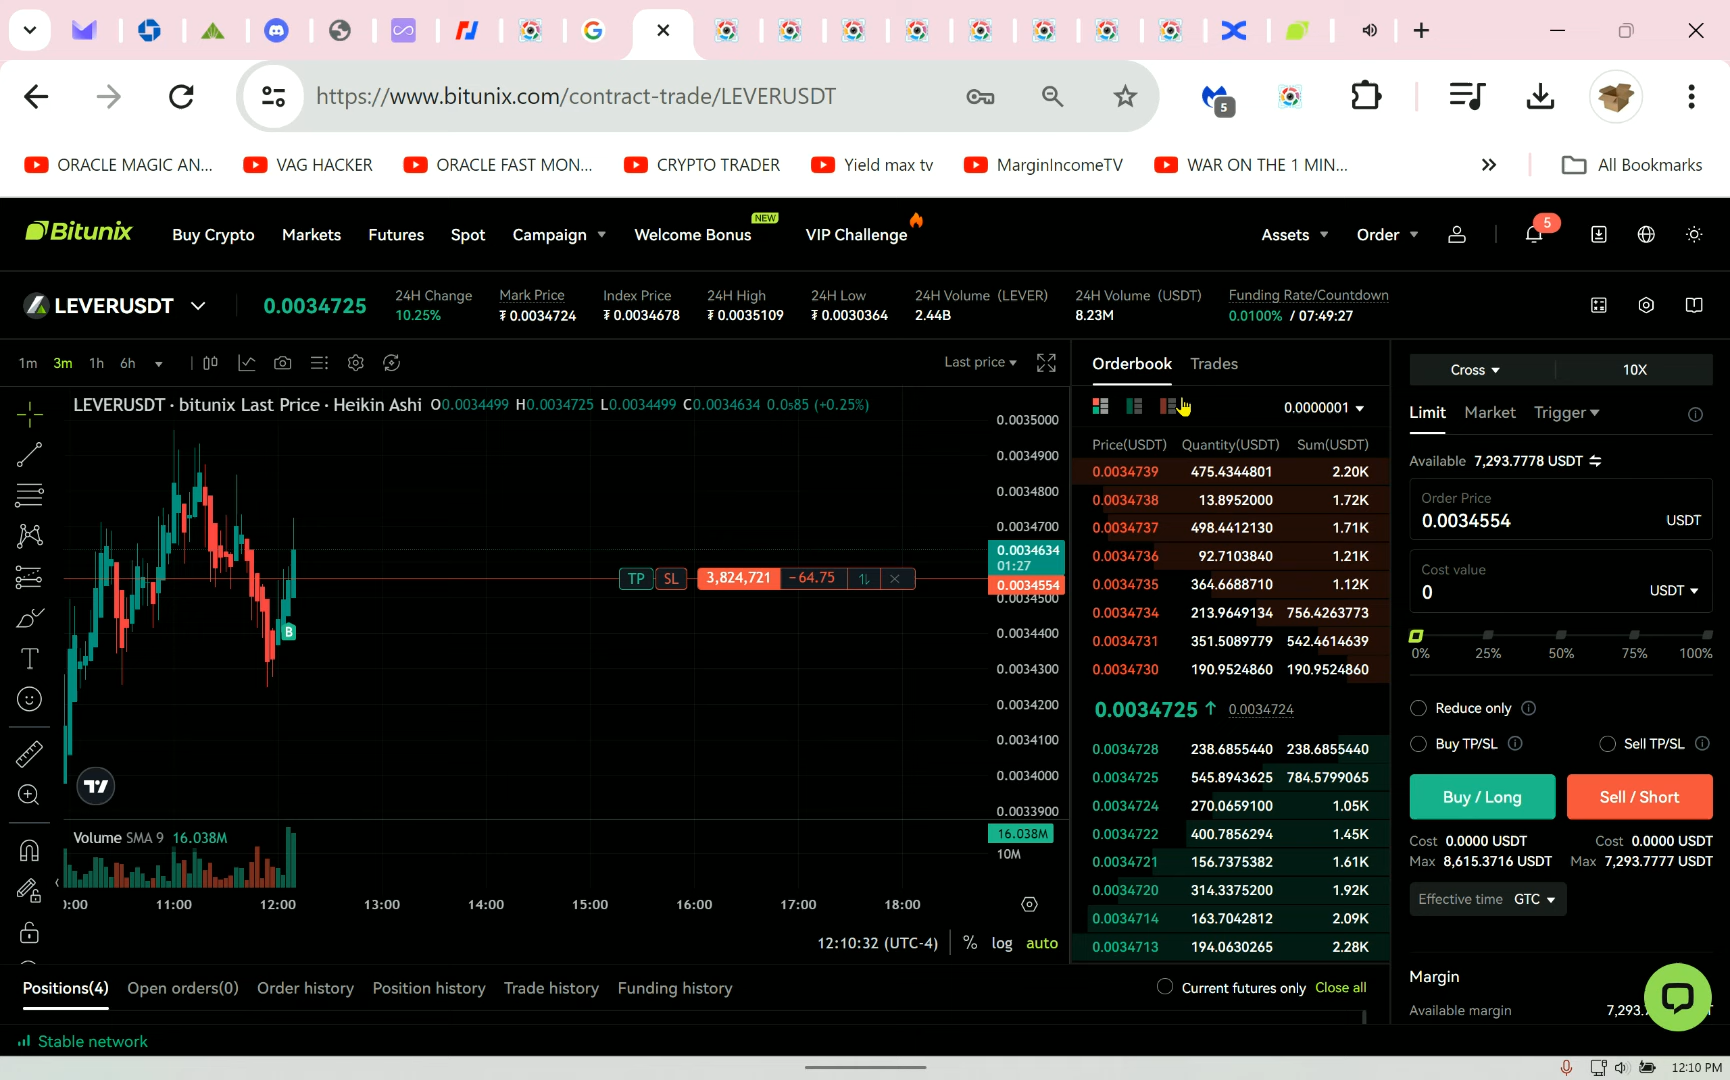 https://www.bitunix.com/contract-trade/LEVERUSDT
5
ORACLE MAGIC AN... VAG HACKER ORACLE FAST MON... CRYPTO TRADER Yield max tv MarginIncomeTV WAR ON THE 1 MIN... » All Bookmarks
Bitunix Buy Crypto Markets Futures Spot Campaign Welcome Bonus NEW VIP Challenge Assets Order 5
LEVERUSDT 0.0034725
24H Change Mark Price Index Price 24H High 24H Low 24H Volume (LEVER) 24H Volume (USDT) Funding Rate/Countdown
10.25% ₮ 0.0034724 ₮ 0.0034678 ₮ 0.0035109 ₮ 0.0030364 2.44B 8.23M 0.0100% / 07:49:27
1m 3m 1h 6h Last price
LEVERUSDT · bitunix Last Price · Heikin Ashi O0.0034499 H0.0034725 L0.0034499 C0.0034634 0.0₅85 (+0.25%)
0.0035000
0.0034900
0.0034800
0.0034700
0.0034634
01:27
0.0034554
0.0034500
0.0034400
0.0034300
0.0034200
0.0034100
0.0034000
0.0033900
TP SL 3,824,721 -64.75
B
Volume SMA 9 16.038M
16.038M
10M
0:00 11:00 12:00 13:00 14:00 15:00 16:00 17:00 18:00
12:10:32 (UTC-4) % log auto
Orderbook Trades
0.0000001
Price(USDT) Quantity(USDT) Sum(USDT)
0.0034739 475.4344801 2.20K
0.0034738 13.8952000 1.72K
0.0034737 498.4412130 1.71K
0.0034736 92.7103840 1.21K
0.0034735 364.6688710 1.12K
0.0034734 213.9649134 756.4263773
0.0034731 351.5089779 542.4614639
0.0034730 190.9524860 190.9524860
0.0034725 ↑ 0.0034724
0.0034728 238.6855440 238.6855440
0.0034725 545.8943625 784.5799065
0.0034724 270.0659100 1.05K
0.0034722 400.7856294 1.45K
0.0034721 156.7375382 1.61K
0.0034720 314.3375200 1.92K
0.0034714 163.7042812 2.09K
0.0034713 194.0630265 2.28K
Cross 10X
Limit Market Trigger
Available 7,293.7778 USDT
Order Price
0.0034554 USDT
Cost value
0 USDT
0% 25% 50% 75% 100%
Reduce only
Buy TP/SL Sell TP/SL
Buy / Long Sell / Short
Cost 0.0000 USDT Cost 0.0000 USDT
Max 8,615.3716 USDT Max 7,293.7777 USDT
Effective time GTC
Margin
Available margin 7,293.
Positions(4) Open orders(0) Order history Position history Trade history Funding history Current futures only Close all
Stable network
12:10 PM